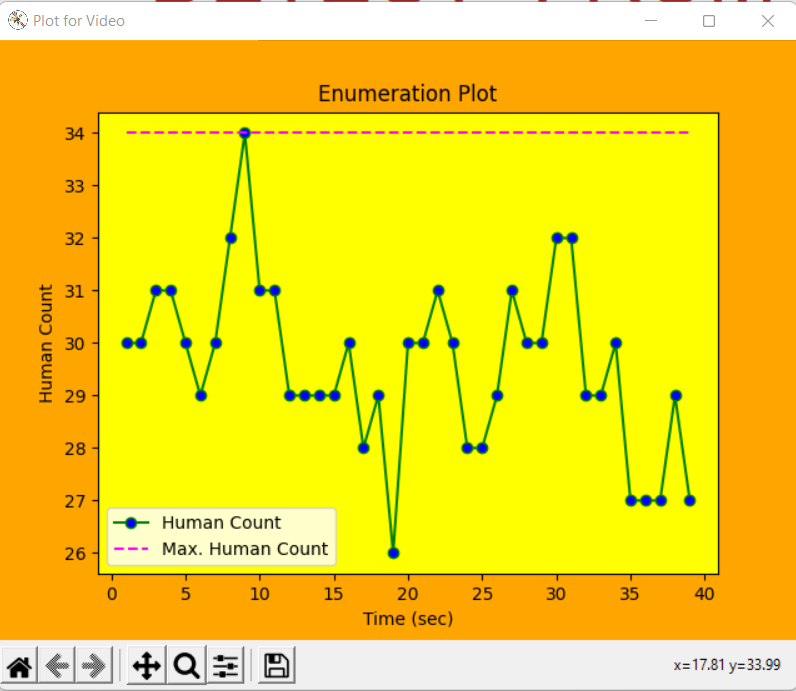 Plot for Video
Enumeration Plot
34
33
32
31
30
29
28
27
26
Human Count
Human Count
Max. Human Count
0 5 10 15 20 25 30 35 40
Time (sec)
x=17.81 y=33.99